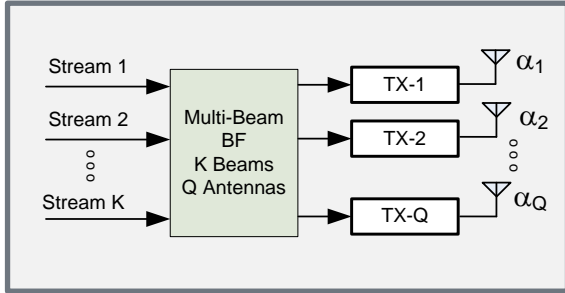 Stream 1
Stream 2
Stream K
Multi-Beam
BF
K Beams
Q Antennas
TX-1
TX-2
TX-Q
α1
α2
αQ